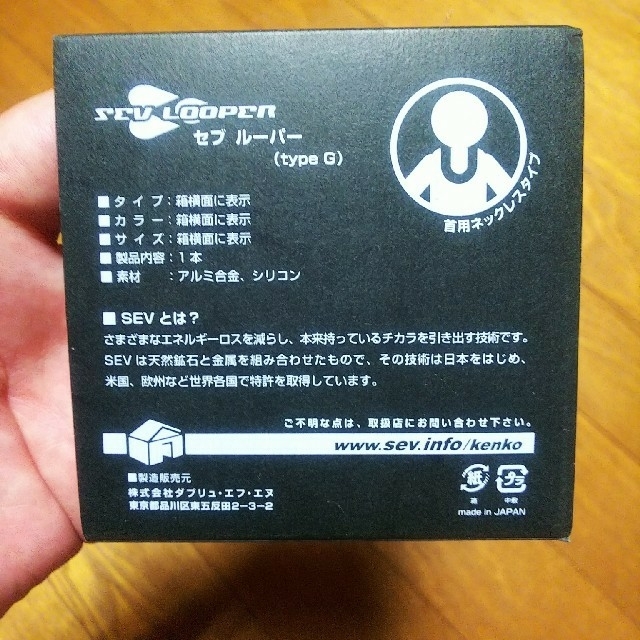 SEV LOOPER
セブ ルーパー
(type G)
首用ネックレスタイプ
■タイプ：箱横面に表示
■カラー：箱横面に表示
■サイズ：箱横面に表示
■製品内容：1本
■素材　：アルミ合金、シリコン
■SEVとは？
さまざまなエネルギーロスを減らし、本来持っているチカラを引き出す技術です。
SEVは天然鉱石と金属を組み合わせたもので、その技術は日本をはじめ、
米国、欧州など世界各国で特許を取得しています。
ご不明な点は、取扱店にお問い合わせ下さい。
www.sev.info/kenko
■製造販売元
株式会社ダブリュ・エフ・エヌ
東京都品川区東五反田2-3-2
紙 プラ
箱 中敷
made in JAPAN